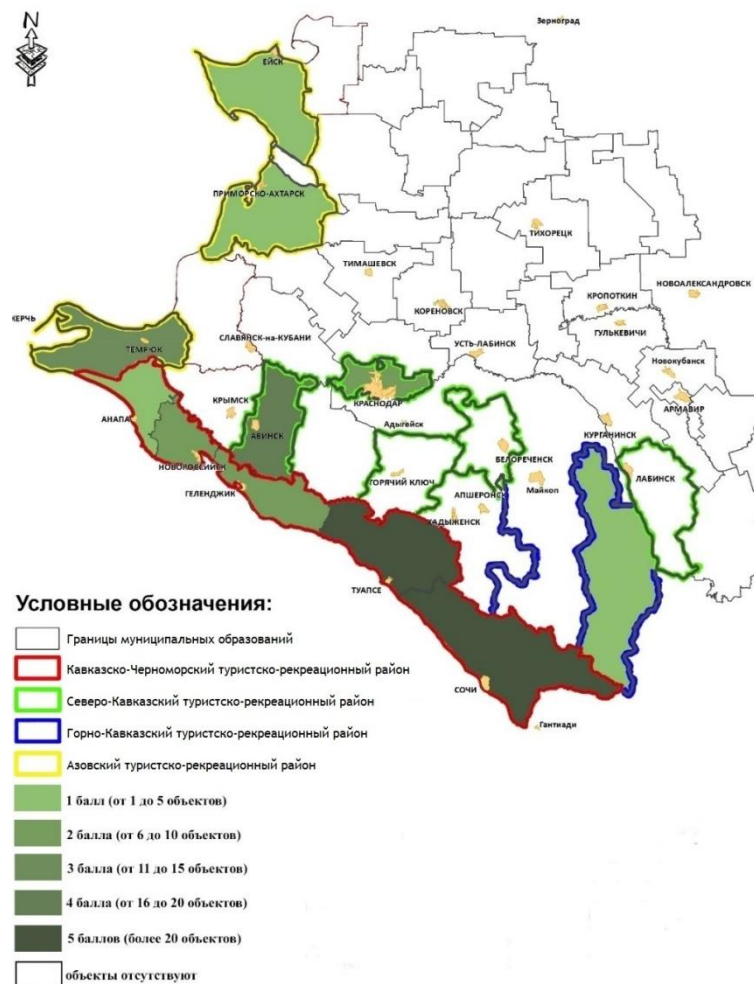 N
Зерноград
ЕЙСК
ПРИМОРСКО-АХТАРСК
ТИХОРЕЦК
ТИМАШЕВСК
НОВОАЛЕКСАНДРОВСК
КРОПОТКИН
КОРЕНОВСК
КЕРЧЬ
ГУЛЬКЕВИЧИ
СЛАВЯНСК-на-КУБАНИ
УСТЬ-ЛАБИНСК
ТЕМРЮК
Новокубанск
КРАСНОДАР
АРМАВИР
КРЫМСК
АНАПА
Адыгейск
КУРГАНИНСК
АБИНСК
БЕЛОРЕЧЕНСК
НОВОРОССИЙСК
ЛАБИНСК
ГОРЯЧИЙ КЛЮЧ
АПШЕРОНСК
Майкоп
ГЕЛЕНДЖИК
ХАДЫЖЕНСК
ТУАПСЕ
СОЧИ
Гантиади
Условные обозначения:
Границы муниципальных образований
Кавказско-Черноморский туристско-рекреационный район
Северо-Кавказский туристско-рекреационный район
Горно-Кавказский туристско-рекреационный район
Азовский туристско-рекреационный район
1 балл (от 1 до 5 объектов)
2 балла (от 6 до 10 объектов)
3 балла (от 11 до 15 объектов)
4 балла (от 16 до 20 объектов)
5 баллов (более 20 объектов)
объекты отсутствуют